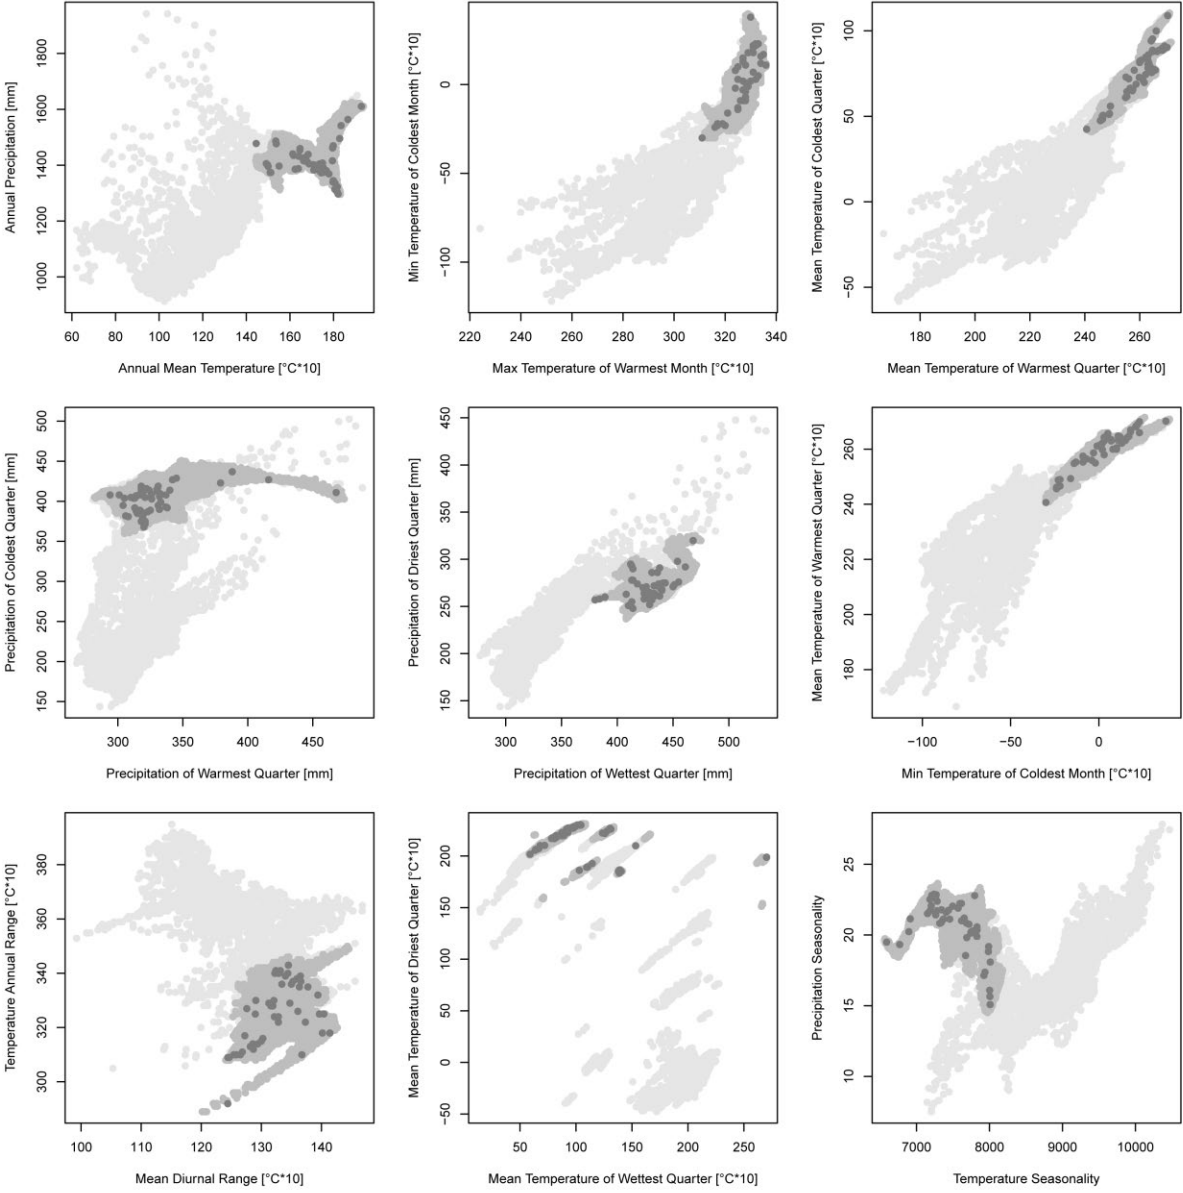 Annual Precipitation [mm]
1000 1200 1400 1600 1800
60 80 100 120 140 160 180
Annual Mean Temperature [°C*10]
Min Temperature of Coldest Month [°C*10]
−100 −50 0
220 240 260 280 300 320 340
Max Temperature of Warmest Month [°C*10]
Mean Temperature of Coldest Quarter [°C*10]
−50 0 50 100
180 200 220 240 260
Mean Temperature of Warmest Quarter [°C*10]
Precipitation of Coldest Quarter [mm]
150 200 250 300 350 400 450 500
300 350 400 450
Precipitation of Warmest Quarter [mm]
Precipitation of Driest Quarter [mm]
150 200 250 300 350 400 450
300 350 400 450 500
Precipitation of Wettest Quarter [mm]
Mean Temperature of Warmest Quarter [°C*10]
180 200 220 240 260
−100 −50 0
Min Temperature of Coldest Month [°C*10]
Temperature Annual Range [°C*10]
300 320 340 360 380
100 110 120 130 140
Mean Diurnal Range [°C*10]
Mean Temperature of Driest Quarter [°C*10]
−50 0 50 100 150 200
50 100 150 200 250
Mean Temperature of Wettest Quarter [°C*10]
Precipitation Seasonality
10 15 20 25
7000 8000 9000 10000
Temperature Seasonality